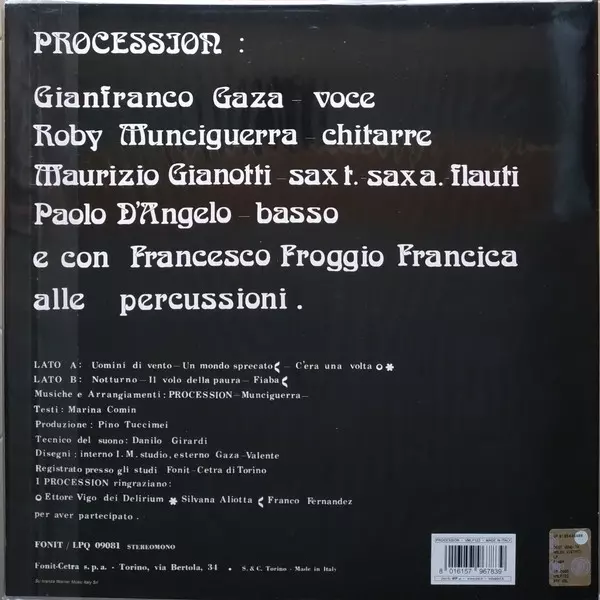 PROCESSION :
Gianfranco Gaza – voce
Roby Munciguerra – chitarre
Maurizio Gianotti – sax t. – sax a. – flauti
Paolo D'Angelo – basso
e con Francesco Froggio Francica
alle percussioni .
LATO A: Uomini di vento – Un mondo sprecato ☾ – C'era una volta ○ ✱
LATO B: Notturno – Il volo della paura – Fiaba ☾
Musiche e Arrangiamenti : PROCESSION – Munciguerra –
Testi : Marina Comin
Produzione : Pino Tuccimei
Tecnico del suono : Danilo Girardi
Disegni : interno I. M. studio, esterno Gaza – Valente
Registrato presso gli studi Fonit - Cetra di Torino
I PROCESSION ringraziano :
○ Ettore Vigo dei Delirium ✱ Silvana Aliotta ☾ Franco Fernandez
per aver partecipato .
FONIT / LPQ 09081 STEREOMONO
Fonit-Cetra s.p.a. - Torino, via Bertola, 34 • S. & C. Torino - Made in Italy
8 016157 967839